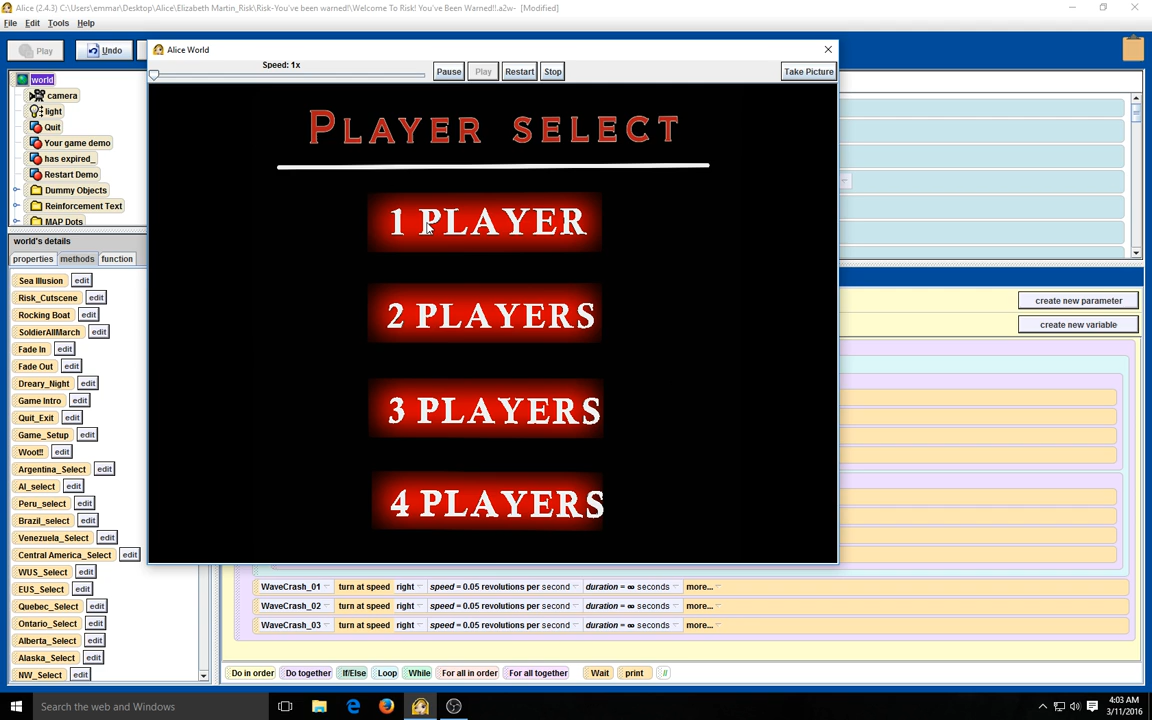 Alice (2.4.3) C:\Users\emmar\Desktop\Alice\Elizabeth Martin_Risk\Risk-You've been warned!\Welcome To Risk! You've Been Warned!!.a2w- [Modified]
File Edit Tools Help
Play Undo
Alice World
Speed: 1x
Pause Play Restart Stop Take Picture
world
camera
light
Quit
Your game demo
has expired_
Restart Demo
Dummy Objects
Reinforcement Text
MAP Dots
PLAYER SELECT
1 PLAYER
2 PLAYERS
3 PLAYERS
4 PLAYERS
world's details
properties methods function
Sea Illusion edit
Risk_Cutscene edit
Rocking Boat edit
SoldierAllMarch edit
Fade In edit
Fade Out edit
Dreary_Night edit
Game Intro edit
Quit_Exit edit
Game_Setup edit
Woot!! edit
Argentina_Select edit
AI_select edit
Peru_select edit
Brazil_select edit
Venezuela_Select edit
Central America_Select edit
WUS_Select edit
EUS_Select edit
Quebec_Select edit
Ontario_Select edit
Alberta_Select edit
Alaska_Select edit
NW_Select edit
create new parameter
create new variable
WaveCrash_01 turn at speed right speed = 0.05 revolutions per second duration = ∞ seconds more...
WaveCrash_02 turn at speed right speed = 0.05 revolutions per second duration = ∞ seconds more...
WaveCrash_03 turn at speed right speed = 0.05 revolutions per second duration = ∞ seconds more...
Do in order Do together If/Else Loop While For all in order For all together Wait print //
Search the web and Windows
4:03 AM
3/11/2016